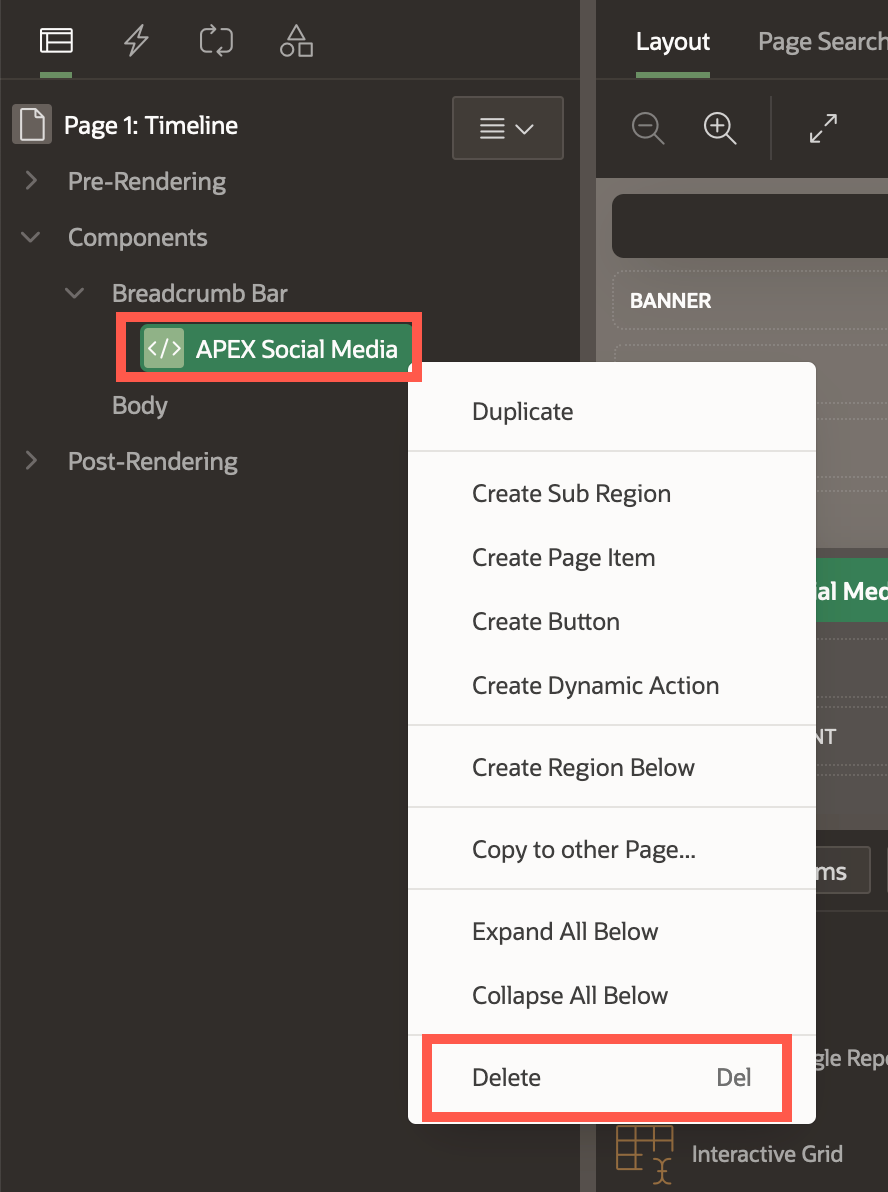 Layout
Page Search
Page 1: Timeline
Pre-Rendering
Components
Breadcrumb Bar
</> APEX Social Media
Body
Post-Rendering
BANNER
Duplicate
Create Sub Region
Create Page Item
Create Button
Create Dynamic Action
Create Region Below
Copy to other Page...
Expand All Below
Collapse All Below
Delete Del
ial Med
NT
ms
gle Repo
Interactive Grid